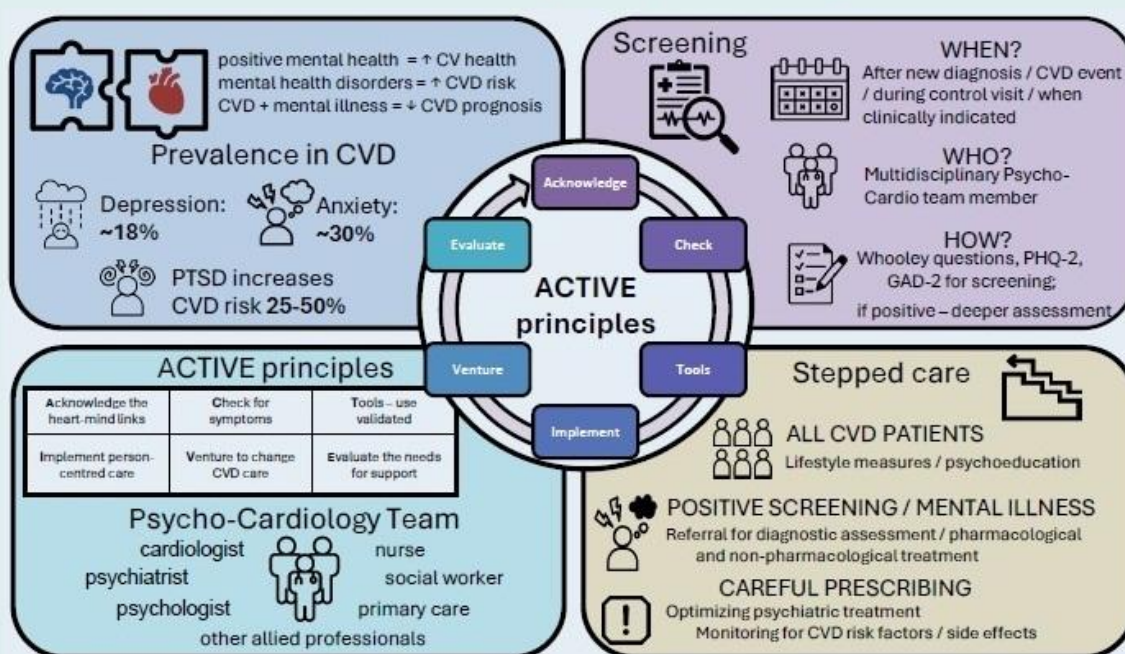 positive mental health = ↑ CV health
mental health disorders = ↑ CVD risk
CVD + mental illness = ↓ CVD prognosis
Prevalence in CVD
Depression:
~18%
Anxiety:
~30%
PTSD increases
CVD risk 25-50%
Screening
WHEN?
After new diagnosis / CVD event
/ during control visit / when
clinically indicated
WHO?
Multidisciplinary Psycho-
Cardio team member
HOW?
Whooley questions, PHQ-2,
GAD-2 for screening;
if positive – deeper assessment
Acknowledge
Check
Tools
Implement
Venture
Evaluate
ACTIVE
principles
ACTIVE principles
Acknowledge the
heart-mind links
Check for
symptoms
Tools – use
validated
Implement person-
centred care
Venture to change
CVD care
Evaluate the needs
for support
Psycho-Cardiology Team
cardiologist
psychiatrist
psychologist
nurse
social worker
primary care
other allied professionals
Stepped care
ALL CVD PATIENTS
Lifestyle measures / psychoeducation
POSITIVE SCREENING / MENTAL ILLNESS
Referral for diagnostic assessment / pharmacological
and non-pharmacological treatment
CAREFUL PRESCRIBING
Optimizing psychiatric treatment
Monitoring for CVD risk factors / side effects